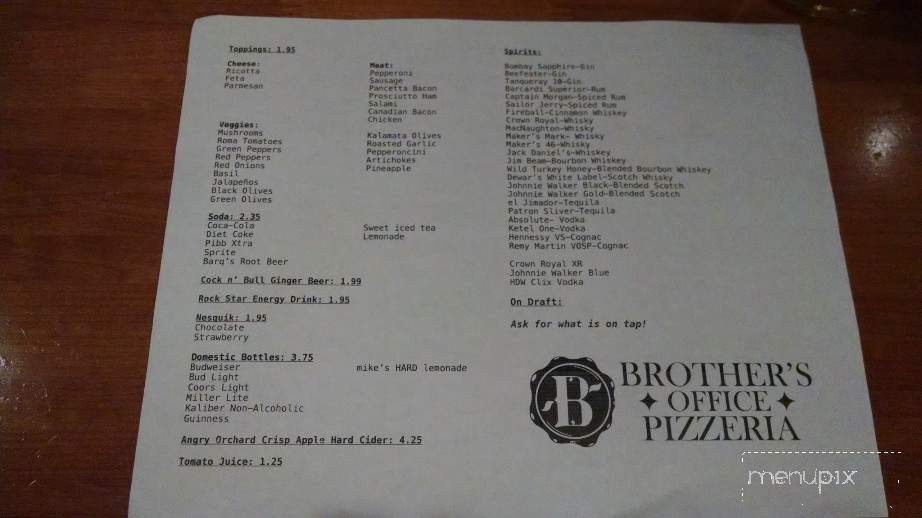 Toppings: 1.95
Cheese:
Ricotta
Feta
Parmesan
Meat:
Pepperoni
Sausage
Pancetta Bacon
Prosciutto Ham
Salami
Canadian Bacon
Chicken
Veggies:
Mushrooms
Roma Tomatoes
Green Peppers
Red Peppers
Red Onions
Basil
Jalapeños
Black Olives
Green Olives
Kalamata Olives
Roasted Garlic
Pepperoncini
Artichokes
Pineapple
Soda: 2.35
Coca-Cola
Diet Coke
Pibb Xtra
Sprite
Barq's Root Beer
Sweet iced tea
Lemonade
Cock n' Bull Ginger Beer: 1.99
Rock Star Energy Drink: 1.95
Nesquik: 1.95
Chocolate
Strawberry
Domestic Bottles: 3.75
Budweiser
Bud Light
Coors Light
Miller Lite
Kaliber Non-Alcoholic
Guinness
mike's HARD lemonade
Angry Orchard Crisp Apple Hard Cider: 4.25
Tomato Juice: 1.25
Spirits:
Bombay Sapphire-Gin
Beefeater-Gin
Tanqueray 10-Gin
Barcardi Superior-Rum
Captain Morgan-Spiced Rum
Sailor Jerry-Spiced Rum
Fireball-Cinnamon Whiskey
Crown Royal-Whisky
MacNaughton-Whisky
Maker's Mark- Whisky
Maker's 46-Whisky
Jack Daniel's-Whiskey
Jim Beam-Bourbon Whiskey
Wild Turkey Honey-Blended Bourbon Whiskey
Dewar's White Label-Scotch Whisky
Johnnie Walker Black-Blended Scotch
Johnnie Walker Gold-Blended Scotch
el Jimador-Tequila
Patron Sliver-Tequila
Absolute- Vodka
Ketel One-Vodka
Hennessy VS-Cognac
Remy Martin VOSP-Cognac
Crown Royal XR
Johnnie Walker Blue
HDW Clix Vodka
On Draft:
Ask for what is on tap!
B
BROTHER'S
OFFICE
PIZZERIA
menupix